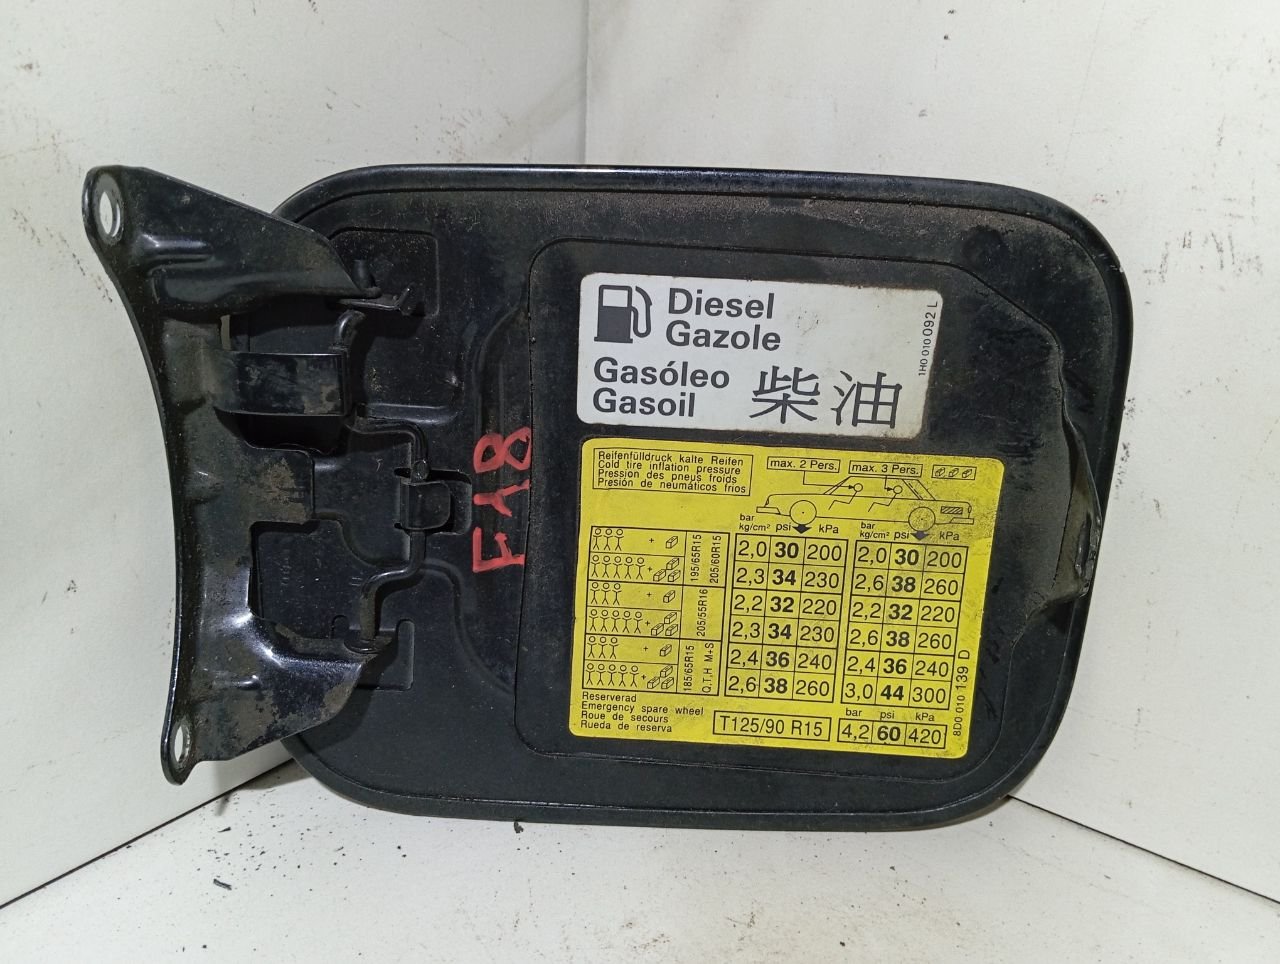 Diesel
Gazole
Gasóleo
Gasoil
柴油
1H0 010 092 L
F18
Reifenfülldruck kalte Reifen
Cold tire inflation pressure
Pression des pneus froids
Presión de neumáticos frios
max. 2 Pers.
max. 3 Pers.
bar psi kPa
kg/cm²
bar psi kPa
kg/cm²
195/65R15
205/60R15
205/55R16
185/65R15
Q,T,H M+S
+ 2,0 30 200 2,0 30 200
+ 2,3 34 230 2,6 38 260
+ 2,2 32 220 2,2 32 220
+ 2,3 34 230 2,6 38 260
+ 2,4 36 240 2,4 36 240
+ 2,6 38 260 3,0 44 300
Reserverad
Emergency spare wheel
Roue de secours
Rueda de reserva
T125/90 R15
bar psi kPa
4,2 60 420
8D0 010 139 D